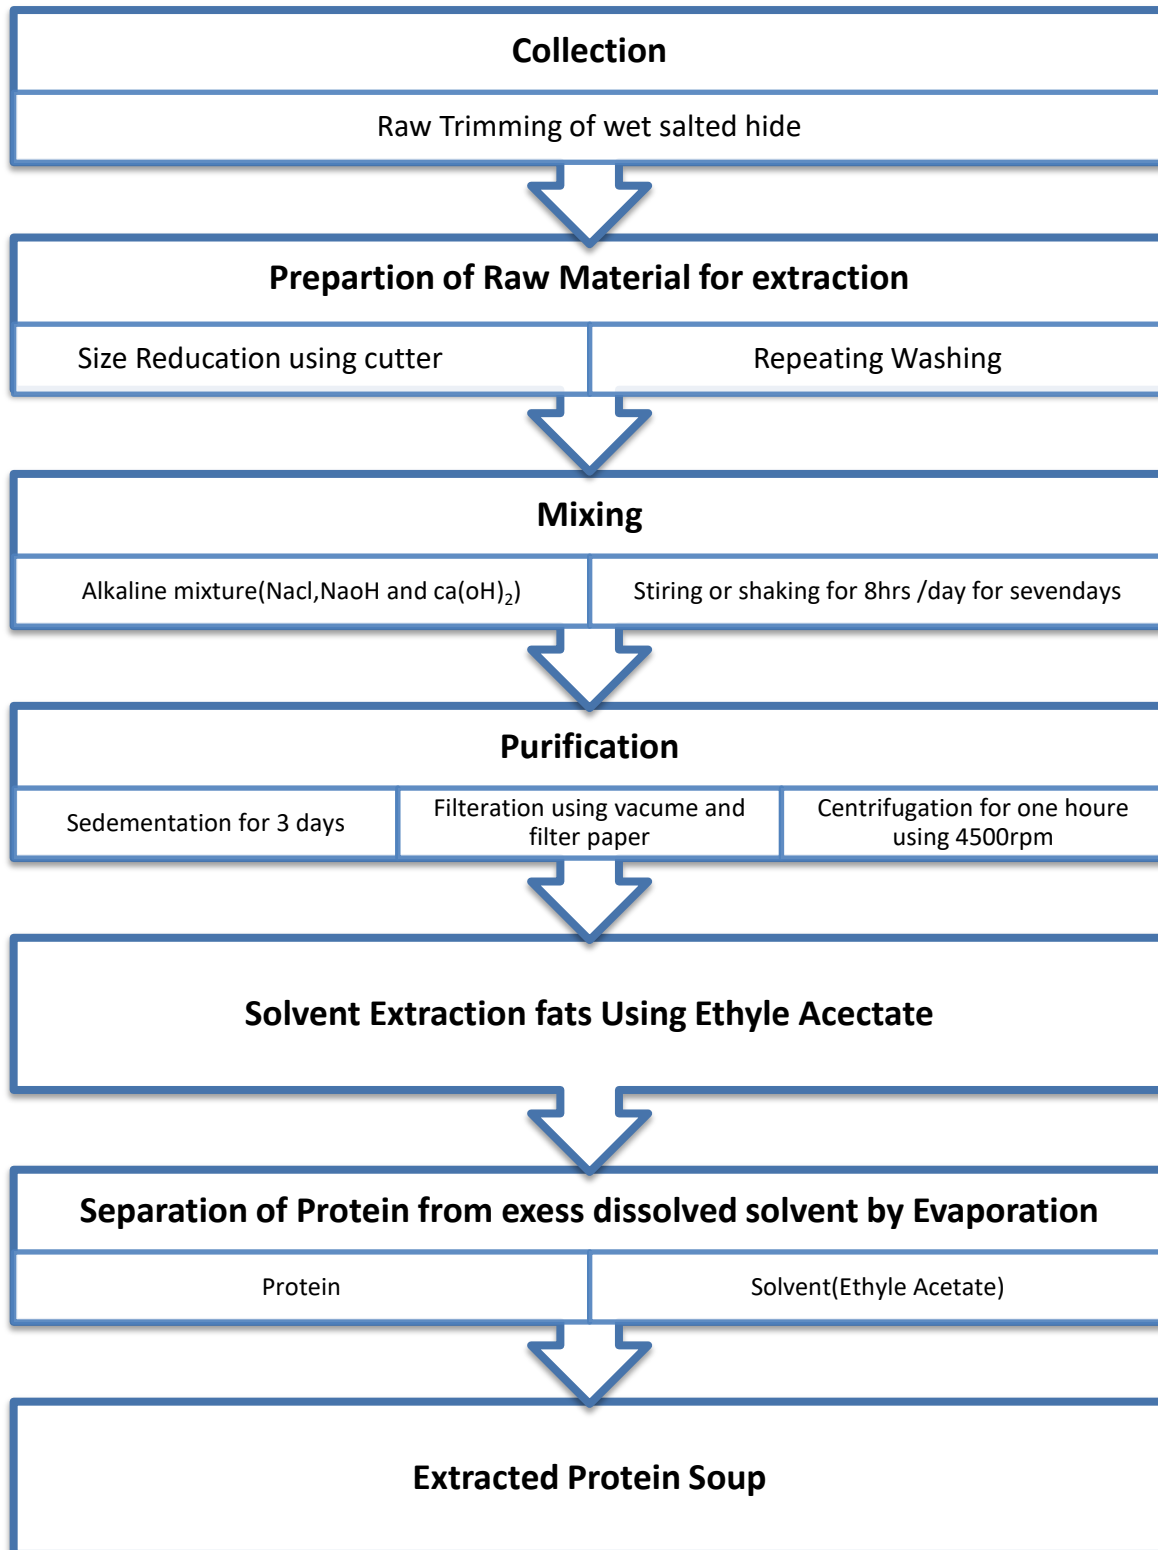 Collection
Raw Trimming of wet salted hide
Prepartion of Raw Material for extraction
Size Reducation using cutter
Repeating Washing
Mixing
Alkaline mixture(Nacl,NaoH and ca(oH)₂)
Stiring or shaking for 8hrs /day for sevendays
Purification
Sedementation for 3 days
Filteration using vacume and
filter paper
Centrifugation for one houre
using 4500rpm
Solvent Extraction fats Using Ethyle Acectate
Separation of Protein from exess dissolved solvent by Evaporation
Protein
Solvent(Ethyle Acetate)
Extracted Protein Soup